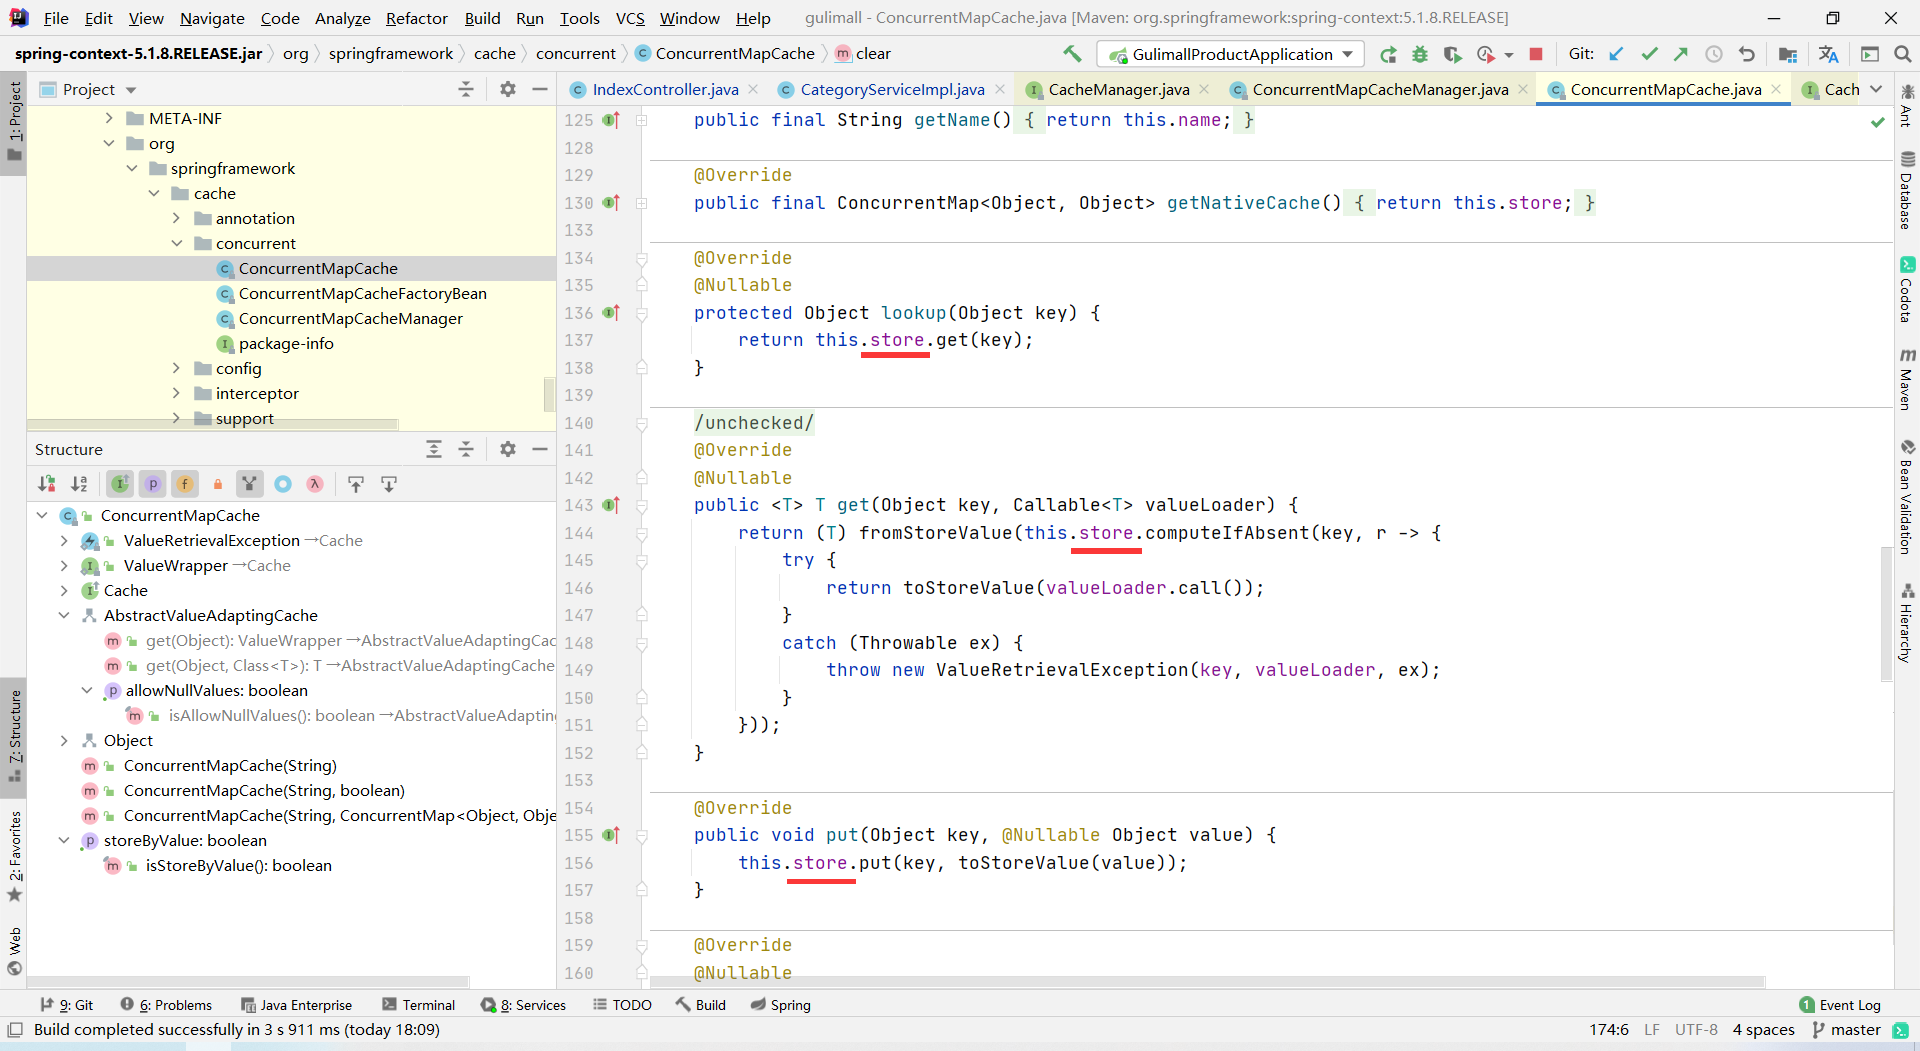 File Edit View Navigate Code Analyze Refactor Build Run Tools VCS Window Help gulimall - ConcurrentMapCache.java [Maven: org.springframework:spring-context:5.1.8.RELEASE]
spring-context-5.1.8.RELEASE.jar org springframework cache concurrent ConcurrentMapCache clear GulimallProductApplication Git:
Project
IndexController.java CategoryServiceImpl.java CacheManager.java ConcurrentMapCacheManager.java ConcurrentMapCache.java Cach
1: Project
META-INF
org
springframework
cache
annotation
concurrent
ConcurrentMapCache
ConcurrentMapCacheFactoryBean
ConcurrentMapCacheManager
package-info
config
interceptor
support
Structure
ConcurrentMapCache
ValueRetrievalException →Cache
ValueWrapper →Cache
Cache
AbstractValueAdaptingCache
get(Object): ValueWrapper →AbstractValueAdaptingCac
get(Object, Class<T>): T →AbstractValueAdaptingCache
allowNullValues: boolean
isAllowNullValues(): boolean →AbstractValueAdaptin
Object
ConcurrentMapCache(String)
ConcurrentMapCache(String, boolean)
ConcurrentMapCache(String, ConcurrentMap<Object, Obje
storeByValue: boolean
isStoreByValue(): boolean
7: Structure
2: Favorites
Web
125 public final String getName() { return this.name; }
128
129 @Override
130 public final ConcurrentMap<Object, Object> getNativeCache() { return this.store; }
133
134 @Override
135 @Nullable
136 protected Object lookup(Object key) {
137 return this.store.get(key);
138 }
139
140 /unchecked/
141 @Override
142 @Nullable
143 public <T> T get(Object key, Callable<T> valueLoader) {
144 return (T) fromStoreValue(this.store.computeIfAbsent(key, r -> {
145 try {
146 return toStoreValue(valueLoader.call());
147 }
148 catch (Throwable ex) {
149 throw new ValueRetrievalException(key, valueLoader, ex);
150 }
151 }));
152 }
153
154 @Override
155 public void put(Object key, @Nullable Object value) {
156 this.store.put(key, toStoreValue(value));
157 }
158
159 @Override
160 @Nullable
Ant
Database
Codota
Maven
Bean Validation
Hierarchy
9: Git 6: Problems Java Enterprise Terminal 8: Services TODO Build Spring 1 Event Log
Build completed successfully in 3 s 911 ms (today 18:09) 174:6 LF UTF-8 4 spaces master